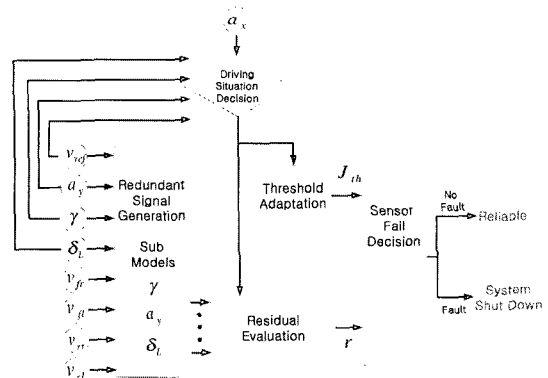 a_x
Driving
Situation
Decision
v_ref
a_y
γ
δ_L
v_fr
v_fl
v_rr
v_rl
Redundant
Signal
Generation
Sub
Models
γ
a_y
δ_L
Threshold
Adaptation
J_th
Residual
Evaluation
r
Sensor
Fail
Decision
No
Fault
Reliable
Fault
System
Shut Down